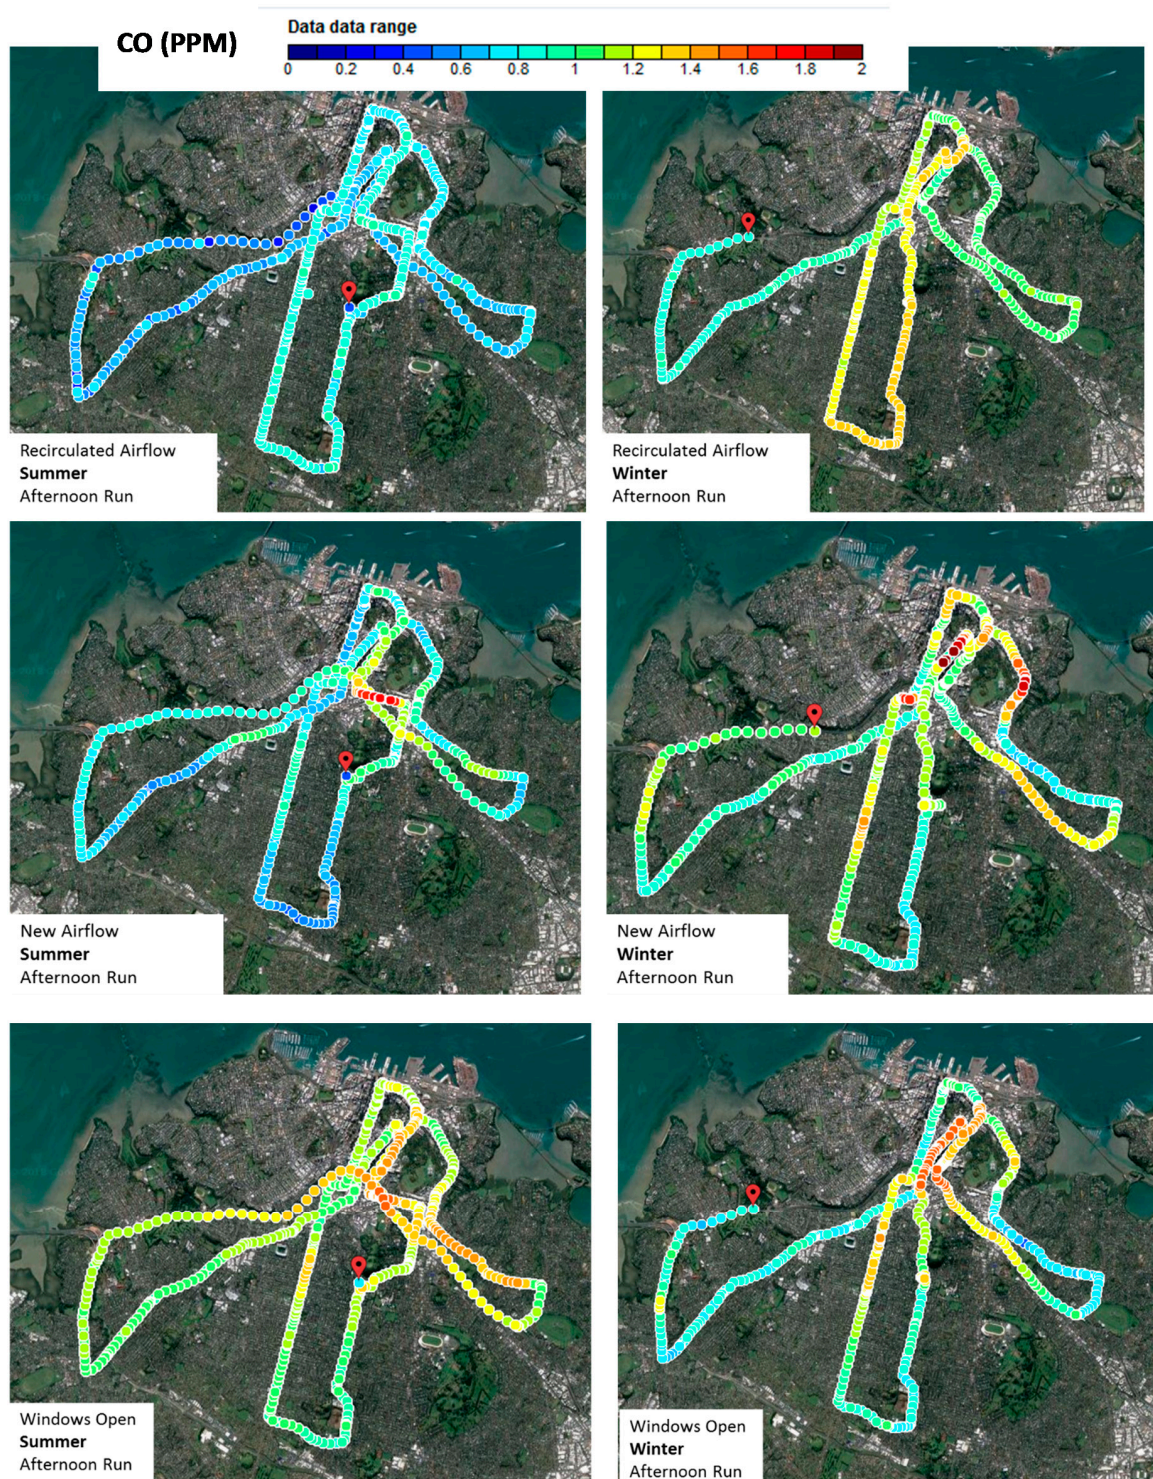 CO (PPM)
Data data range
0 0.2 0.4 0.6 0.8 1 1.2 1.4 1.6 1.8 2
Recirculated Airflow
Summer
Afternoon Run
Recirculated Airflow
Winter
Afternoon Run
New Airflow
Summer
Afternoon Run
New Airflow
Winter
Afternoon Run
Windows Open
Summer
Afternoon Run
Windows Open
Winter
Afternoon Run